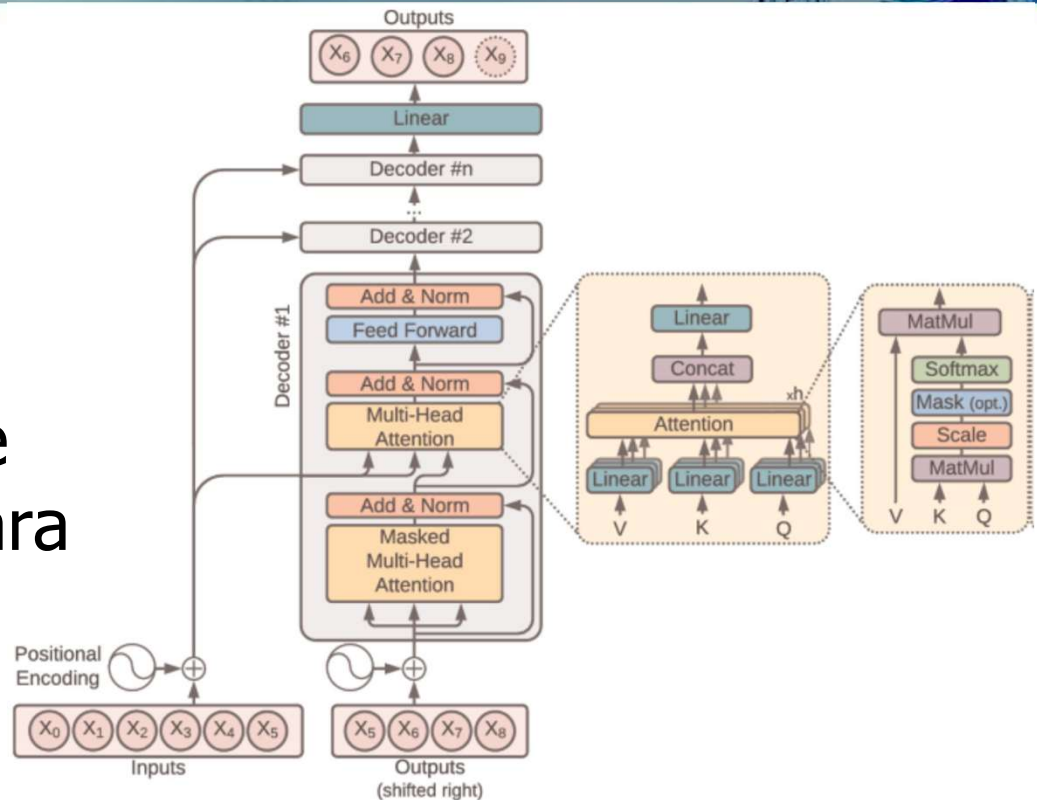 Outputs
X6 X7 X8 X9
Linear
Decoder #n
...
Decoder #2
Decoder #1
Add & Norm
Feed Forward
Add & Norm
Multi-Head
Attention
Add & Norm
Masked
Multi-Head
Attention
Linear
Concat
xh
Attention
Linear Linear Linear
V K Q
MatMul
Softmax
Mask (opt.)
Scale
MatMul
V K Q
e
ara
Positional
Encoding
X0 X1 X2 X3 X4 X5
Inputs
X5 X6 X7 X8
Outputs
(shifted right)